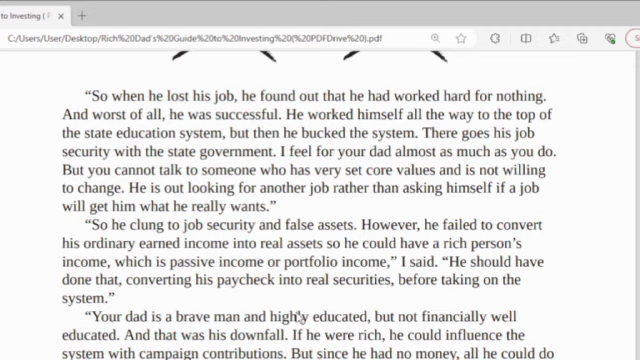 to Investing ( P
C:/Users/User/Desktop/Rich%20Dad's%20Guide%20to%20Investing%20(%20PDFDrive%20).pdf
“So when he lost his job, he found out that he had worked hard for nothing.
And worst of all, he was successful. He worked himself all the way to the top of
the state education system, but then he bucked the system. There goes his job
security with the state government. I feel for your dad almost as much as you do.
But you cannot talk to someone who has very set core values and is not willing
to change. He is out looking for another job rather than asking himself if a job
will get him what he really wants.”
“So he clung to job security and false assets. However, he failed to convert
his ordinary earned income into real assets so he could have a rich person’s
income, which is passive income or portfolio income,” I said. “He should have
done that, converting his paycheck into real securities, before taking on the
system.”
“Your dad is a brave man and highly educated, but not financially well
educated. And that was his downfall. If he were rich, he could influence the
system with campaign contributions. But since he had no money, all he could do